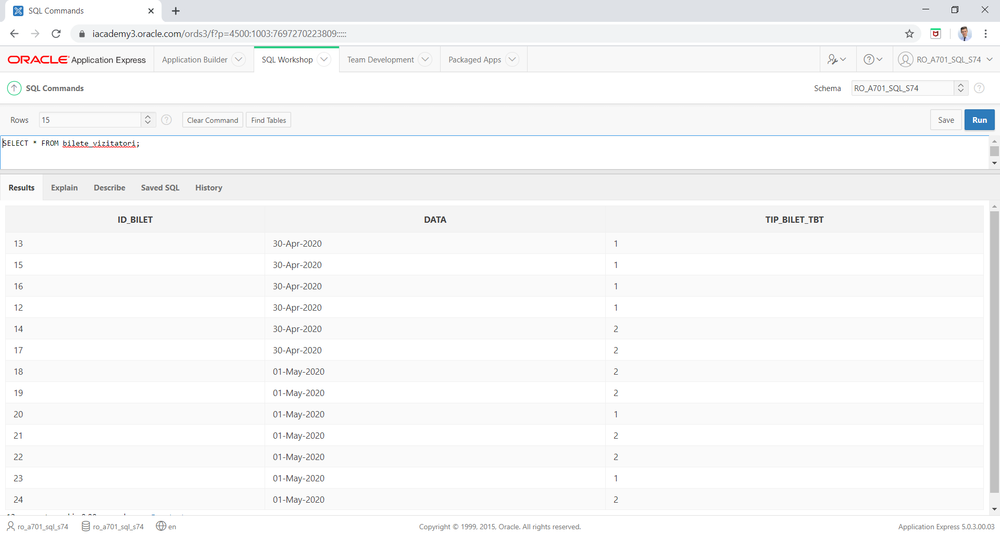 SQL Commands
iacademy3.oracle.com/ords3/f?p=4500:1003:7697270223809:::::
ORACLE Application Express Application Builder SQL Workshop Team Development Packaged Apps RO_A701_SQL_S74
SQL Commands Schema RO_A701_SQL_S74
Rows 15 Clear Command Find Tables Save Run
SELECT * FROM bilete_vizitatori;
Results Explain Describe Saved SQL History
ID_BILET DATA TIP_BILET_TBT
13 30-Apr-2020 1
15 30-Apr-2020 1
16 30-Apr-2020 1
12 30-Apr-2020 1
14 30-Apr-2020 2
17 30-Apr-2020 2
18 01-May-2020 2
19 01-May-2020 2
20 01-May-2020 1
21 01-May-2020 2
22 01-May-2020 2
23 01-May-2020 1
24 01-May-2020 2
ro_a701_sql_s74 ro_a701_sql_s74 en Copyright © 1999, 2015, Oracle. All rights reserved. Application Express 5.0.3.00.03